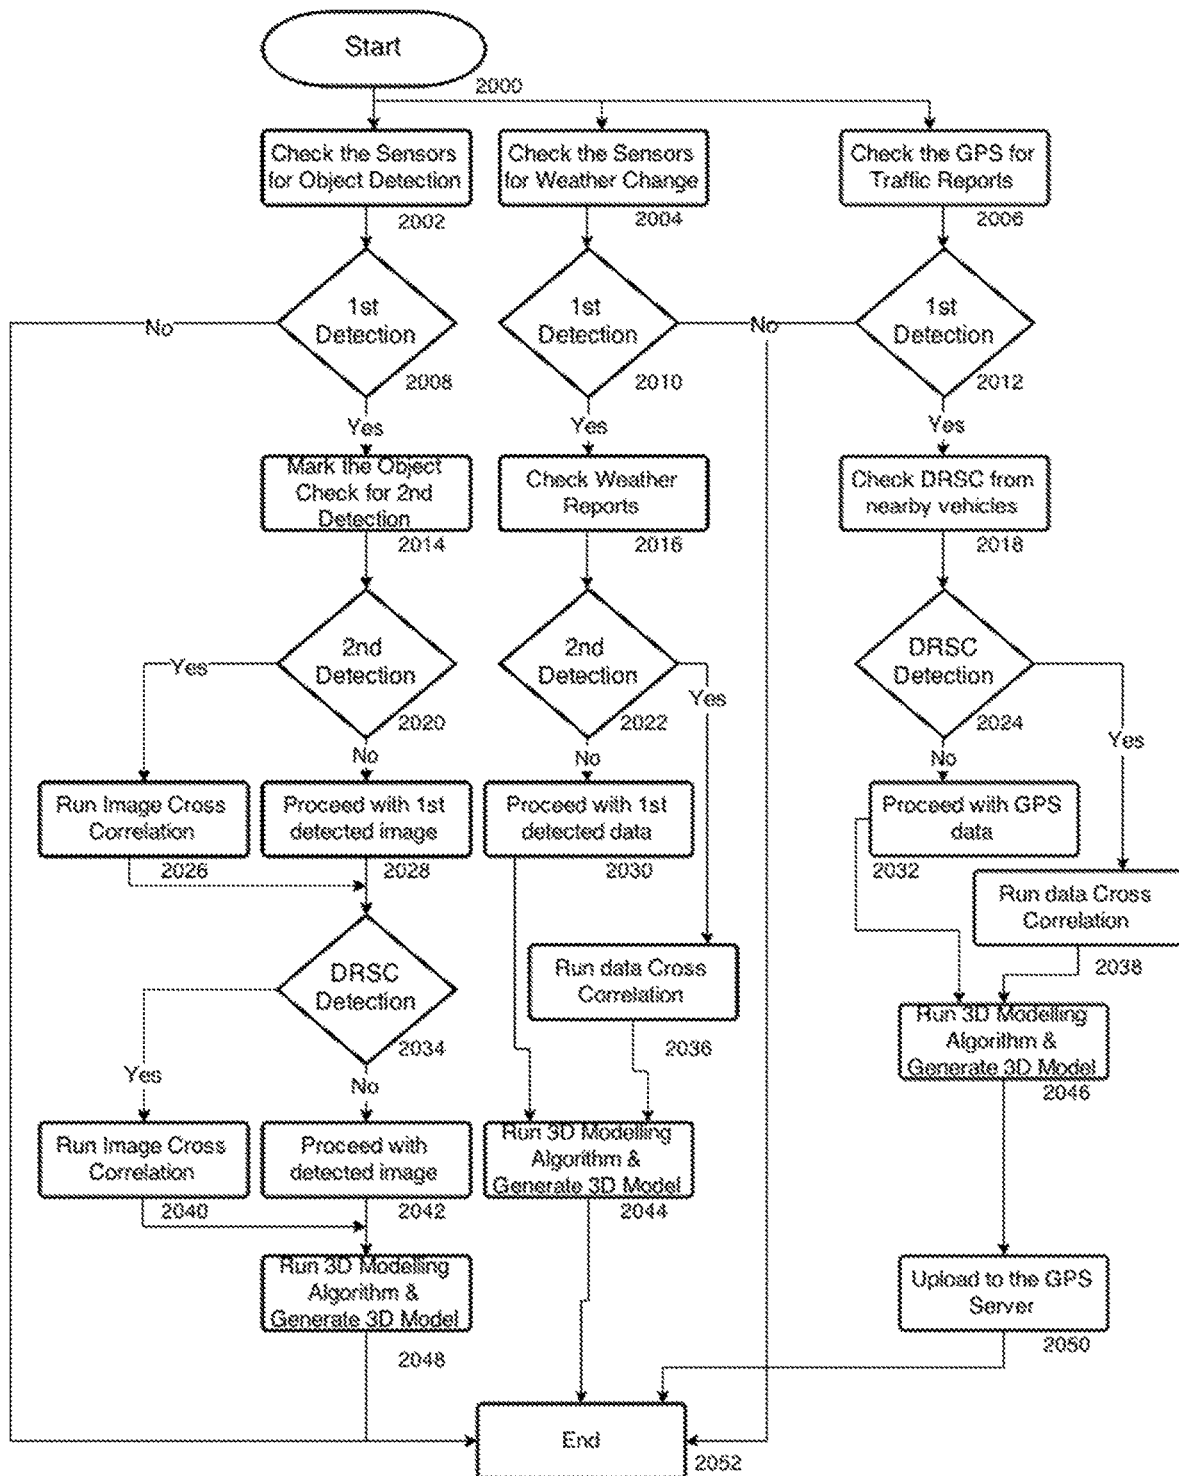 Start
2000
Check the Sensors
for Object Detection
2002
Check the Sensors
for Weather Change
2004
Check the GPS for
Traffic Reports
2006
1st
Detection
2008
No
1st
Detection
2010
No
1st
Detection
2012
Yes
Yes
Yes
Mark the Object
Check for 2nd
Detection
2014
Check Weather
Reports
2016
Check DRSC from
nearby vehicles
2018
2nd
Detection
2020
Yes
2nd
Detection
2022
Yes
DRSC
Detection
2024
Yes
No
No
No
Run Image Cross
Correlation
2026
Proceed with 1st
detected image
2028
Proceed with 1st
detected data
2030
Proceed with GPS
data
2032
Run data Cross
Correlation
2038
DRSC
Detection
2034
Run data Cross
Correlation
2036
Yes
No
Run 3D Modelling
Algorithm &
Generate 3D Model
2046
Run Image Cross
Correlation
2040
Proceed with
detected image
2042
Run 3D Modelling
Algorithm &
Generate 3D Model
2044
Run 3D Modelling
Algorithm &
Generate 3D Model
2048
Upload to the GPS
Server
2050
End
2052